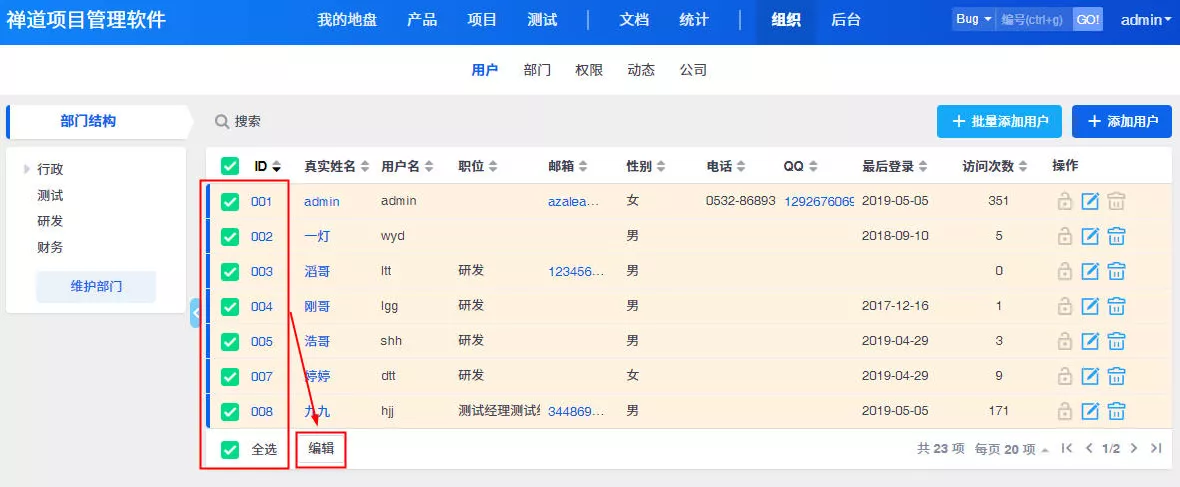 禅道项目管理软件 我的地盘 产品 项目 测试 文档 统计 组织 后台 Bug 编号(ctrl+g) GO! admin
用户 部门 权限 动态 公司
部门结构 搜索 批量添加用户 添加用户
行政
测试
研发
财务
维护部门
ID 真实姓名 用户名 职位 邮箱 性别 电话 QQ 最后登录 访问次数 操作
001 admin admin azalea… 女 0532-86893 1292676069 2019-05-05 351
002 一灯 wyd 男 2018-09-10 5
003 滔哥 ltt 研发 123456… 男 0
004 刚哥 lgg 研发 男 2017-12-16 1
005 浩哥 shh 研发 男 2019-04-29 3
007 婷婷 dtt 研发 女 2019-04-29 9
008 九九 hjj 测试经理测试 344869… 男 2019-05-05 171
全选 编辑 共 23 项 每页 20 项 1/2